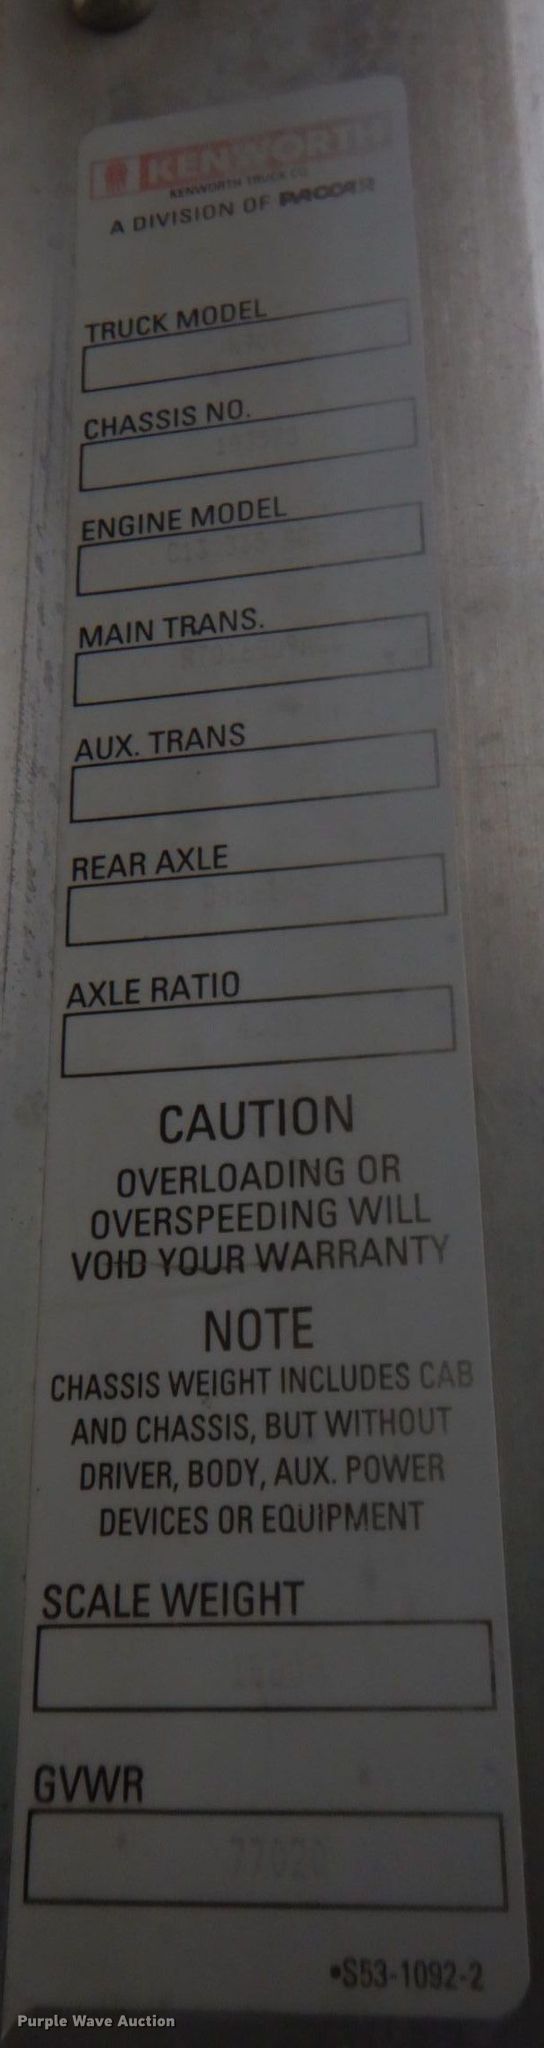 KENWORTH
KENWORTH TRUCK CO.
A DIVISION OF PACCAR
TRUCK MODEL
CHASSIS NO.
ENGINE MODEL
MAIN TRANS.
AUX. TRANS
REAR AXLE
AXLE RATIO
CAUTION
OVERLOADING OR
OVERSPEEDING WILL
VOID YOUR WARRANTY
NOTE
CHASSIS WEIGHT INCLUDES CAB
AND CHASSIS, BUT WITHOUT
DRIVER, BODY, AUX. POWER
DEVICES OR EQUIPMENT
SCALE WEIGHT
GVWR
•S53-1092-2
Purple Wave Auction